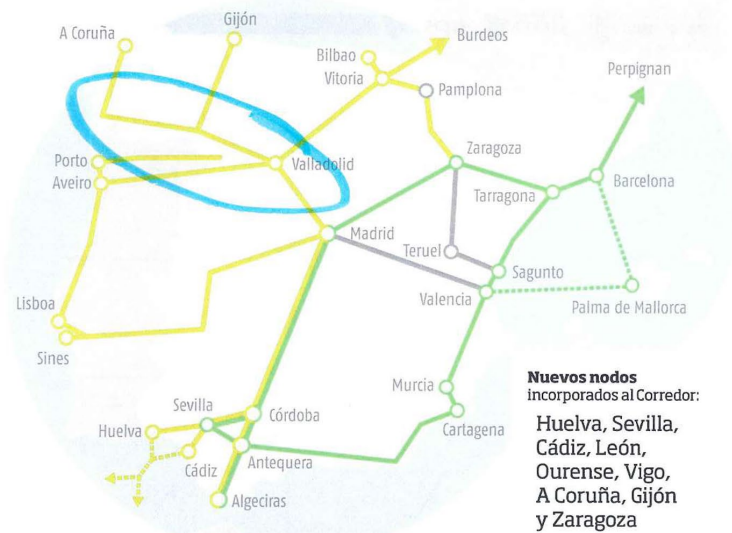 Gijón
A Coruña
Burdeos
Bilbao
Vitoria
Perpignan
Pamplona
Porto
Valladolid
Zaragoza
Aveiro
Tarragona
Barcelona
Madrid
Teruel
Sagunto
Lisboa
Valencia
Palma de Mallorca
Sines
Murcia
Nuevos nodos
incorporados al Corredor:
Sevilla
Córdoba
Cartagena
Huelva
Huelva, Sevilla,
Cádiz, León,
Cádiz
Antequera
Ourense, Vigo,
A Coruña, Gijón
Algeciras
y Zaragoza